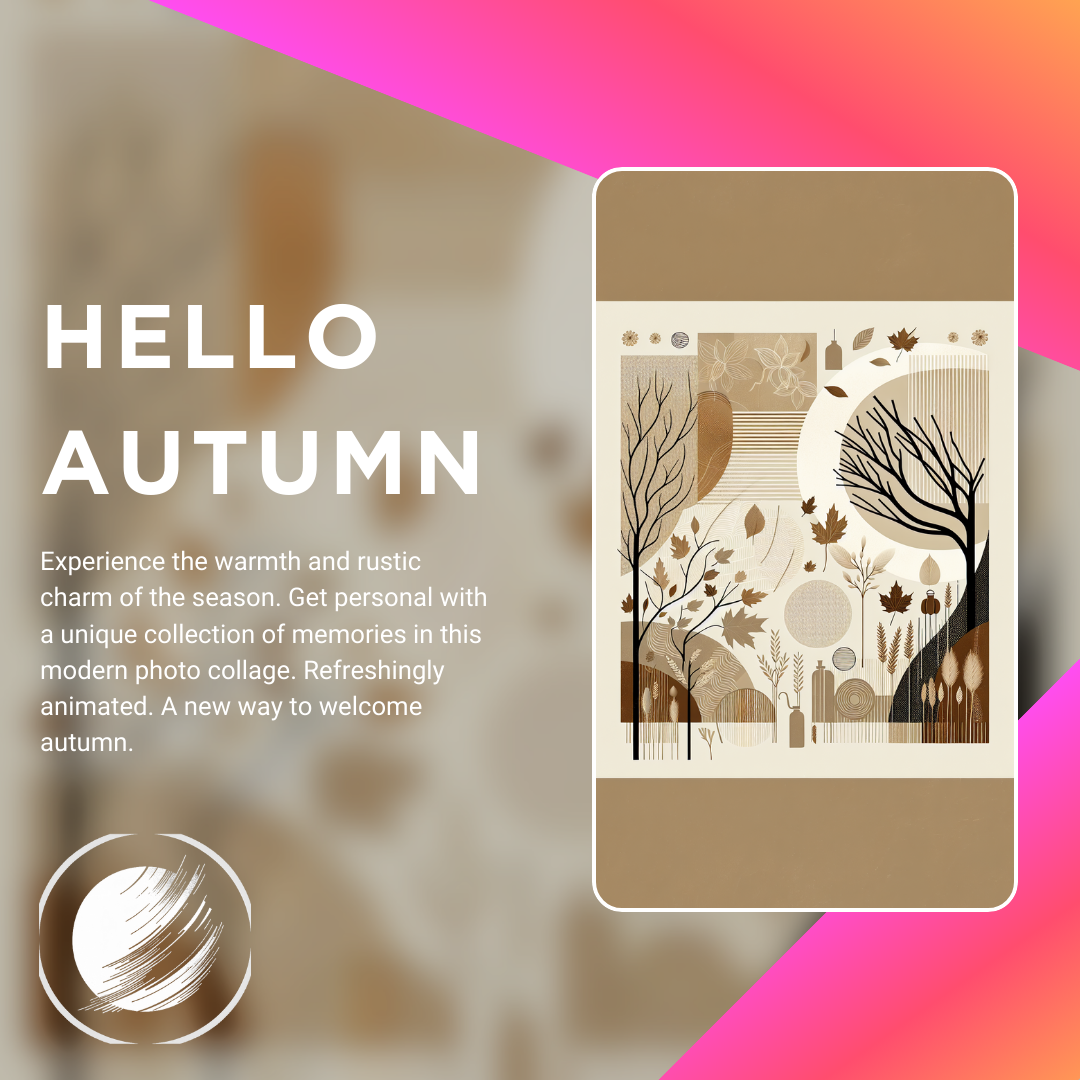 HELLO
AUTUMN
Experience the warmth and rustic
charm of the season. Get personal with
a unique collection of memories in this
modern photo collage. Refreshingly
animated. A new way to welcome
autumn.